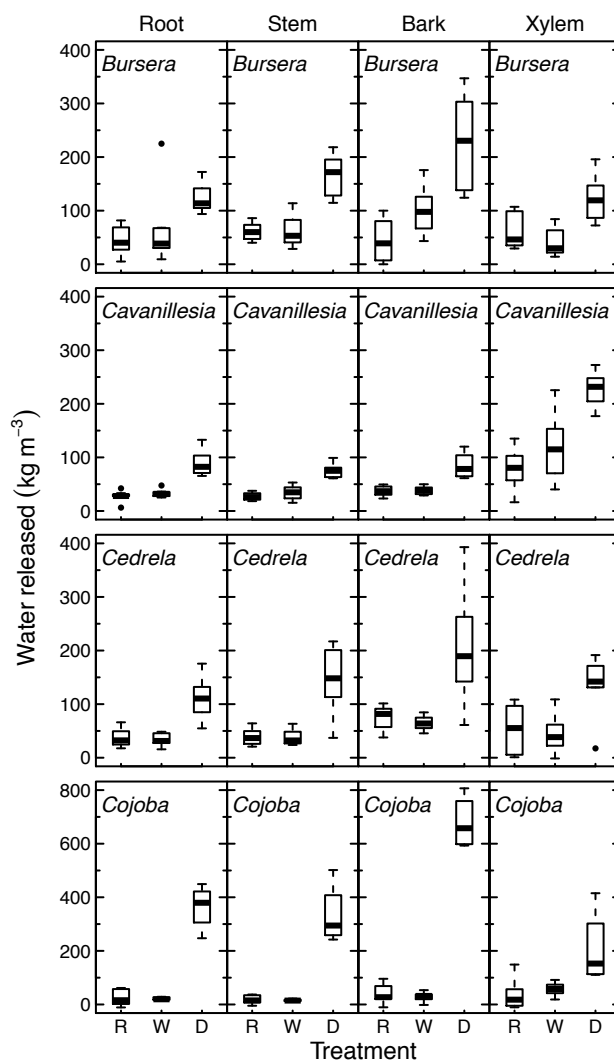 Root Stem Bark Xylem
400 Bursera Bursera Bursera Bursera
300
200
100
0
400 Cavanillesia Cavanillesia Cavanillesia Cavanillesia
300
200
100
0
Water released (kg m−3)
400 Cedrela Cedrela Cedrela Cedrela
300
200
100
0
800 Cojoba Cojoba Cojoba Cojoba
600
400
200
0
R W D R W D R W D R W D
Treatment